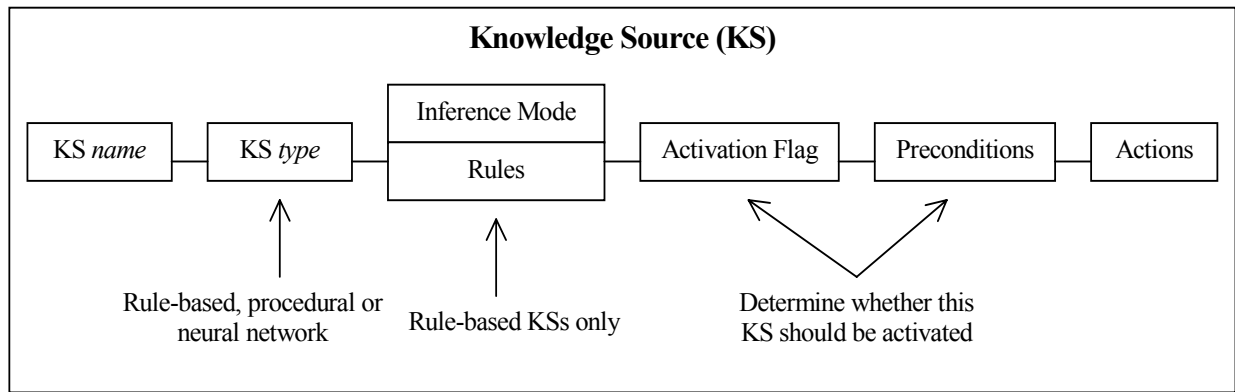 Knowledge Source (KS)
KS name
KS type
Inference Mode
Rules
Activation Flag
Preconditions
Actions
Rule-based, procedural or
neural network
Rule-based KSs only
Determine whether this
KS should be activated